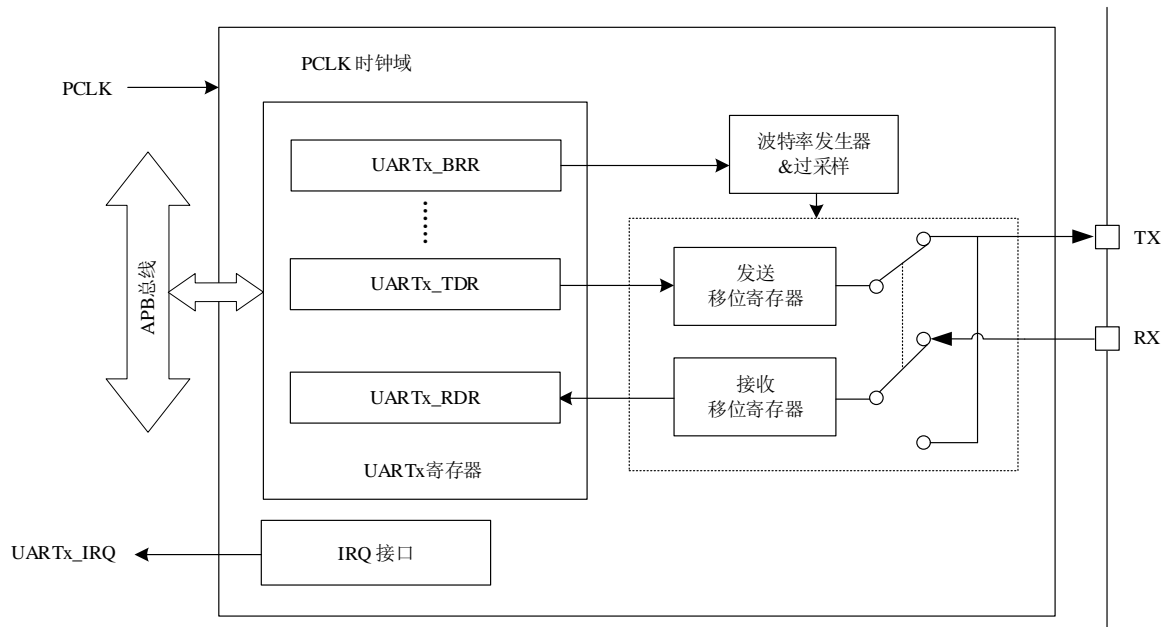 PCLK 时钟域
PCLK
波特率发生器
&过采样
UARTx_BRR
TX
发送
移位寄存器
UARTx_TDR
APB总线
RX
接收
移位寄存器
UARTx_RDR
UARTx寄存器
UARTx_IRQ
IRQ 接口